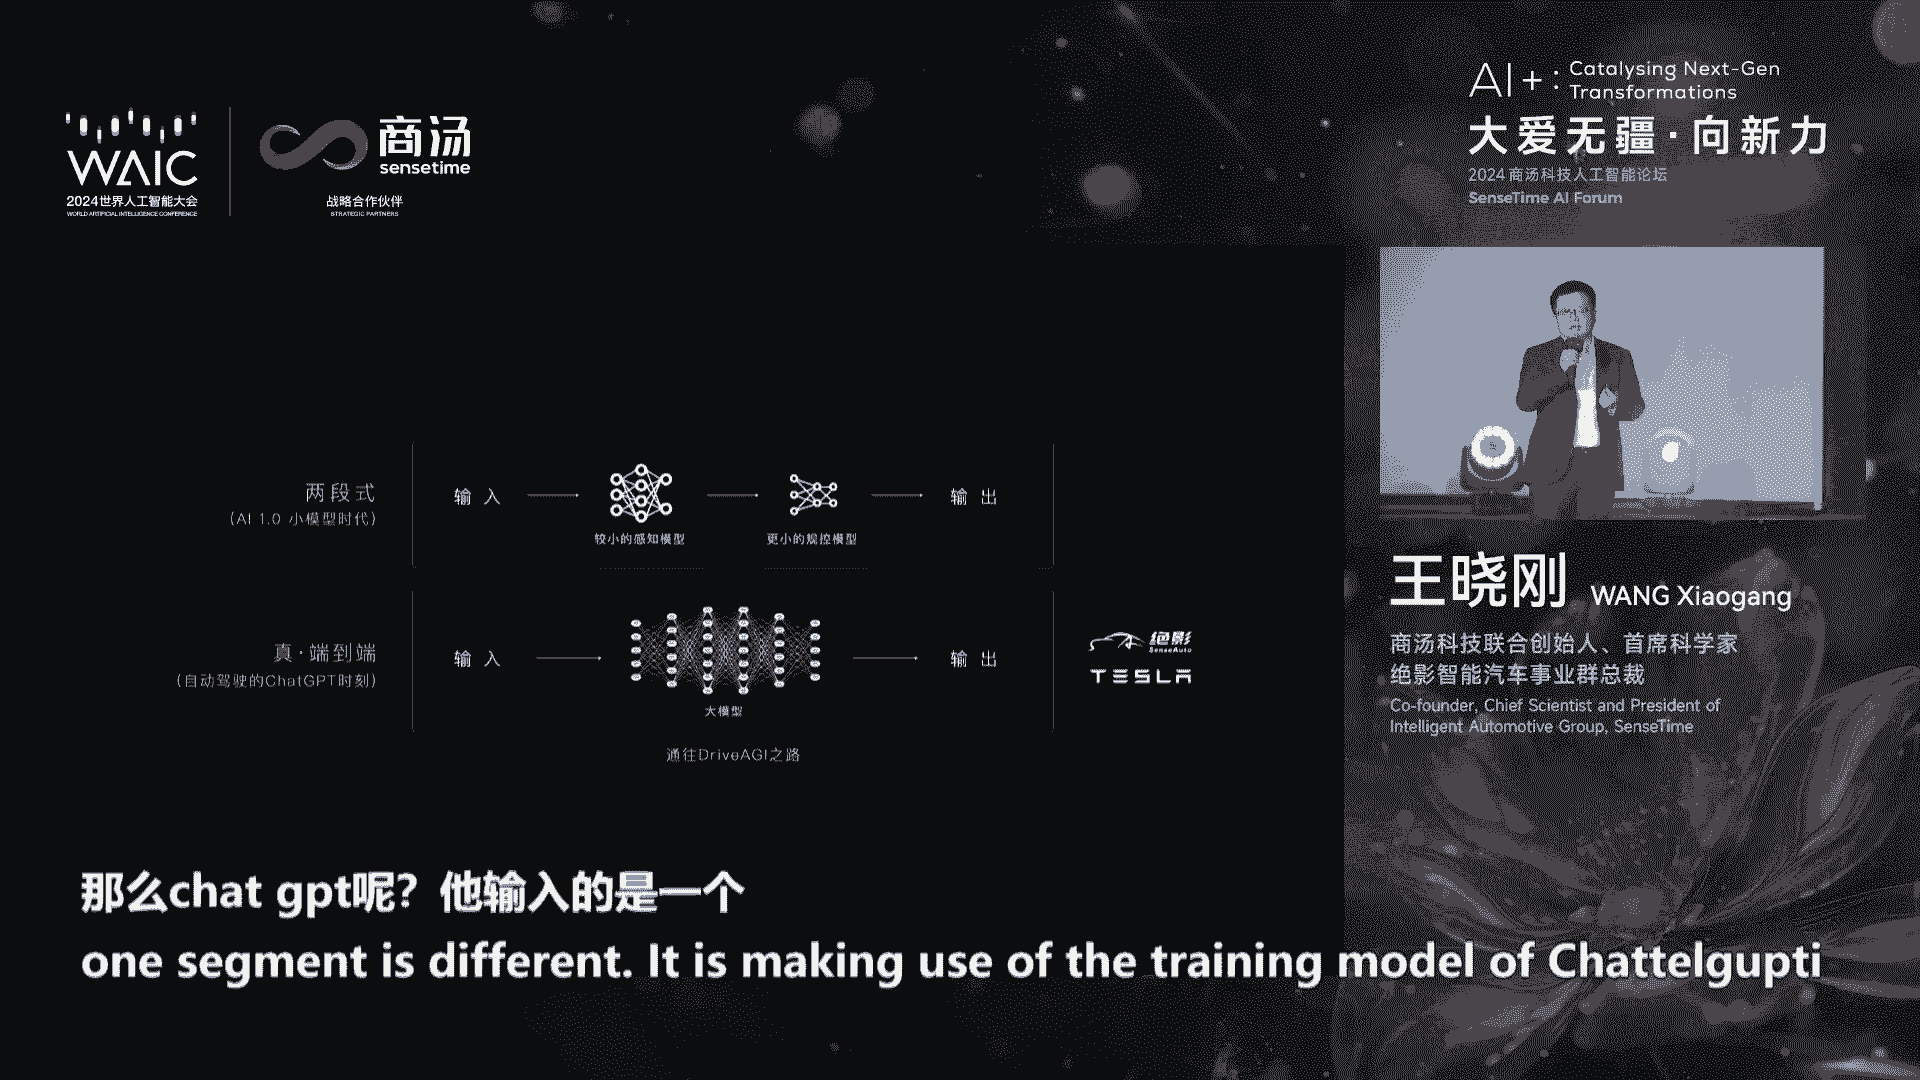 WAIC
2024世界人工智能大会
WORLD ARTIFICIAL INTELLIGENCE CONFERENCE
商汤
sensetime
战略合作伙伴
STRATEGIC PARTNERS
AI+:
Catalysing Next-Gen
Transformations
大爱无疆·向新力
2024商汤科技人工智能论坛
SenseTime AI Forum
两段式
（AI 1.0 小模型时代）
输 入
较小的感知模型
更小的规控模型
输 出
真·端到端
（自动驾驶的ChatGPT时刻）
输 入
大模型
输 出
绝影
SenseAuto
TESLA
通往DriveAGI之路
王晓刚 WANG Xiaogang
商汤科技联合创始人、首席科学家
绝影智能汽车事业群总裁
Co-founder, Chief Scientist and President of
Intelligent Automotive Group, SenseTime
那么chat gpt呢？他输入的是一个
one segment is different. It is making use of the training model of Chattelgupti